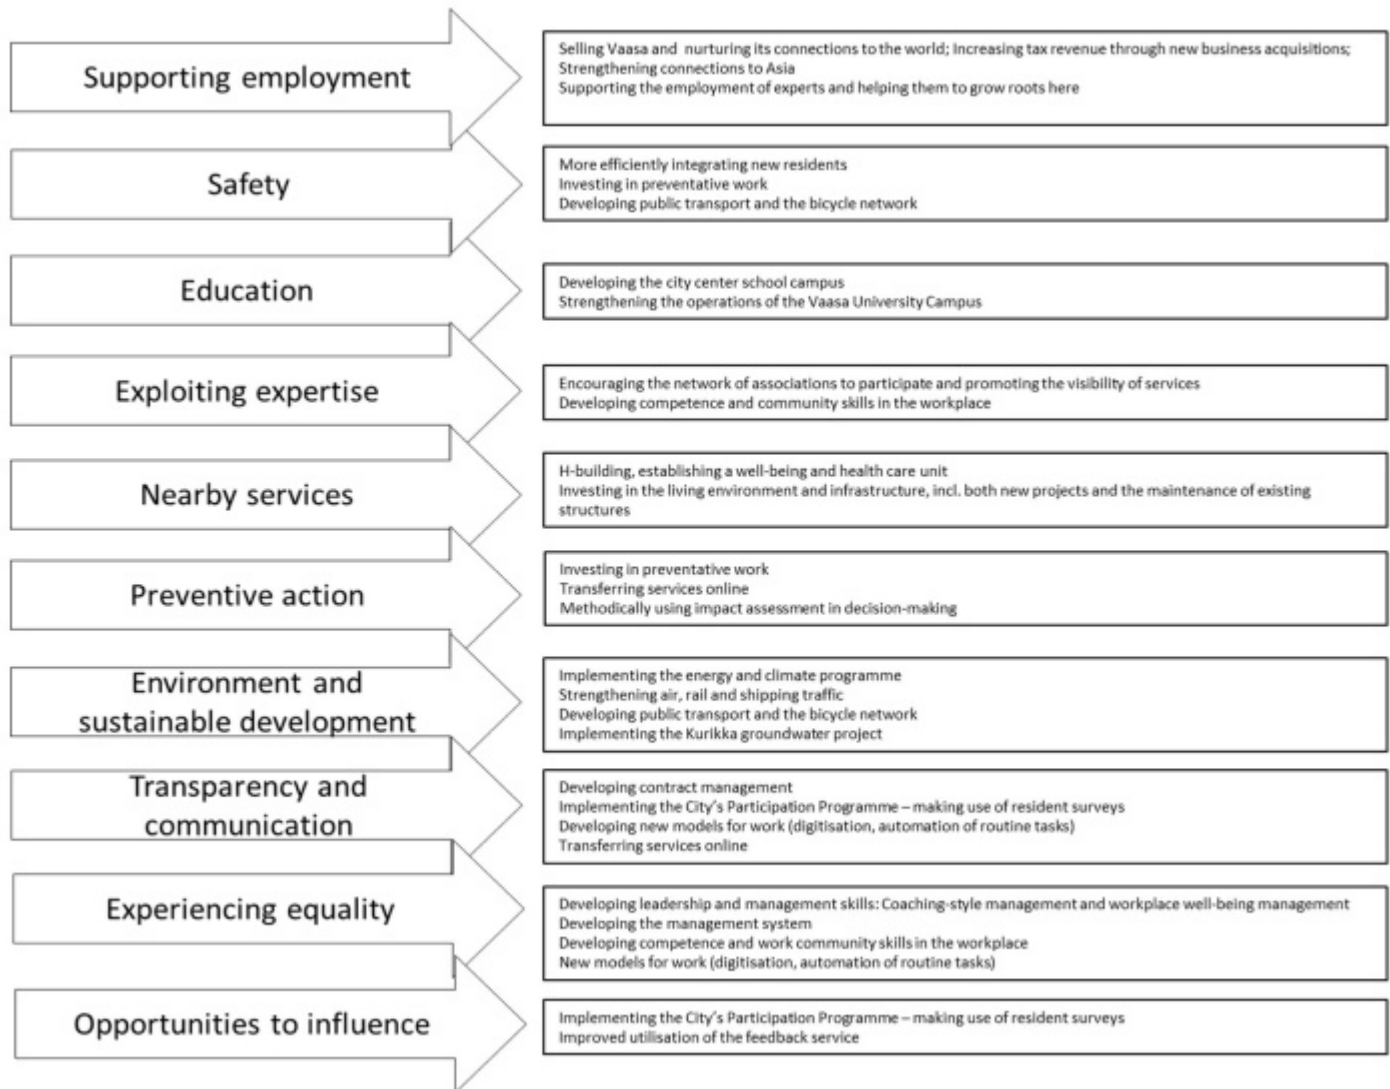 Supporting employment
Selling Vaasa and nurturing its connections to the world; Increasing tax revenue through new business acquisitions;
Strengthening connections to Asia
Supporting the employment of experts and helping them to grow roots here
Safety
More efficiently integrating new residents
Investing in preventative work
Developing public transport and the bicycle network
Education
Developing the city center school campus
Strengthening the operations of the Vaasa University Campus
Exploiting expertise
Encouraging the network of associations to participate and promoting the visibility of services
Developing competence and community skills in the workplace
Nearby services
H-building, establishing a well-being and health care unit
Investing in the living environment and infrastructure, incl. both new projects and the maintenance of existing
structures
Preventive action
Investing in preventative work
Transferring services online
Methodically using impact assessment in decision-making
Environment and
sustainable development
Implementing the energy and climate programme
Strengthening air, rail and shipping traffic
Developing public transport and the bicycle network
Implementing the Kurikka groundwater project
Transparency and
communication
Developing contract management
Implementing the City's Participation Programme – making use of resident surveys
Developing new models for work (digitisation, automation of routine tasks)
Transferring services online
Experiencing equality
Developing leadership and management skills: Coaching-style management and workplace well-being management
Developing the management system
Developing competence and work community skills in the workplace
New models for work (digitisation, automation of routine tasks)
Opportunities to influence
Implementing the City's Participation Programme – making use of resident surveys
Improved utilisation of the feedback service